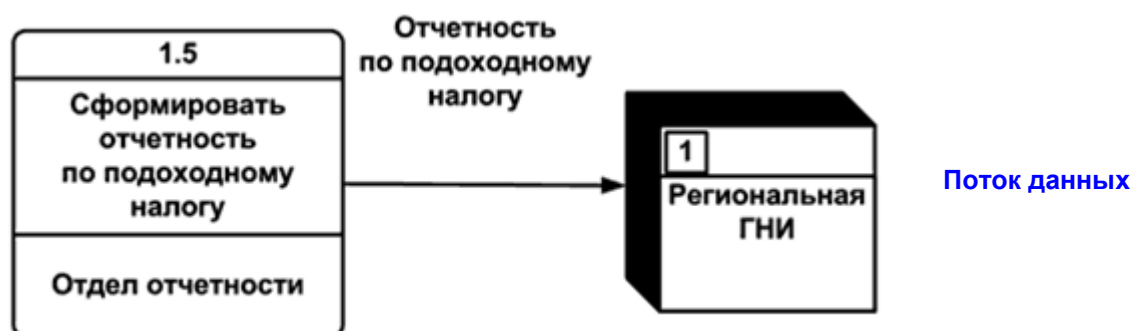 1.5
Сформировать
отчетность
по подоходному
налогу
Отдел отчетности
Отчетность
по подоходному
налогу
1
Региональная
ГНИ
Поток данных